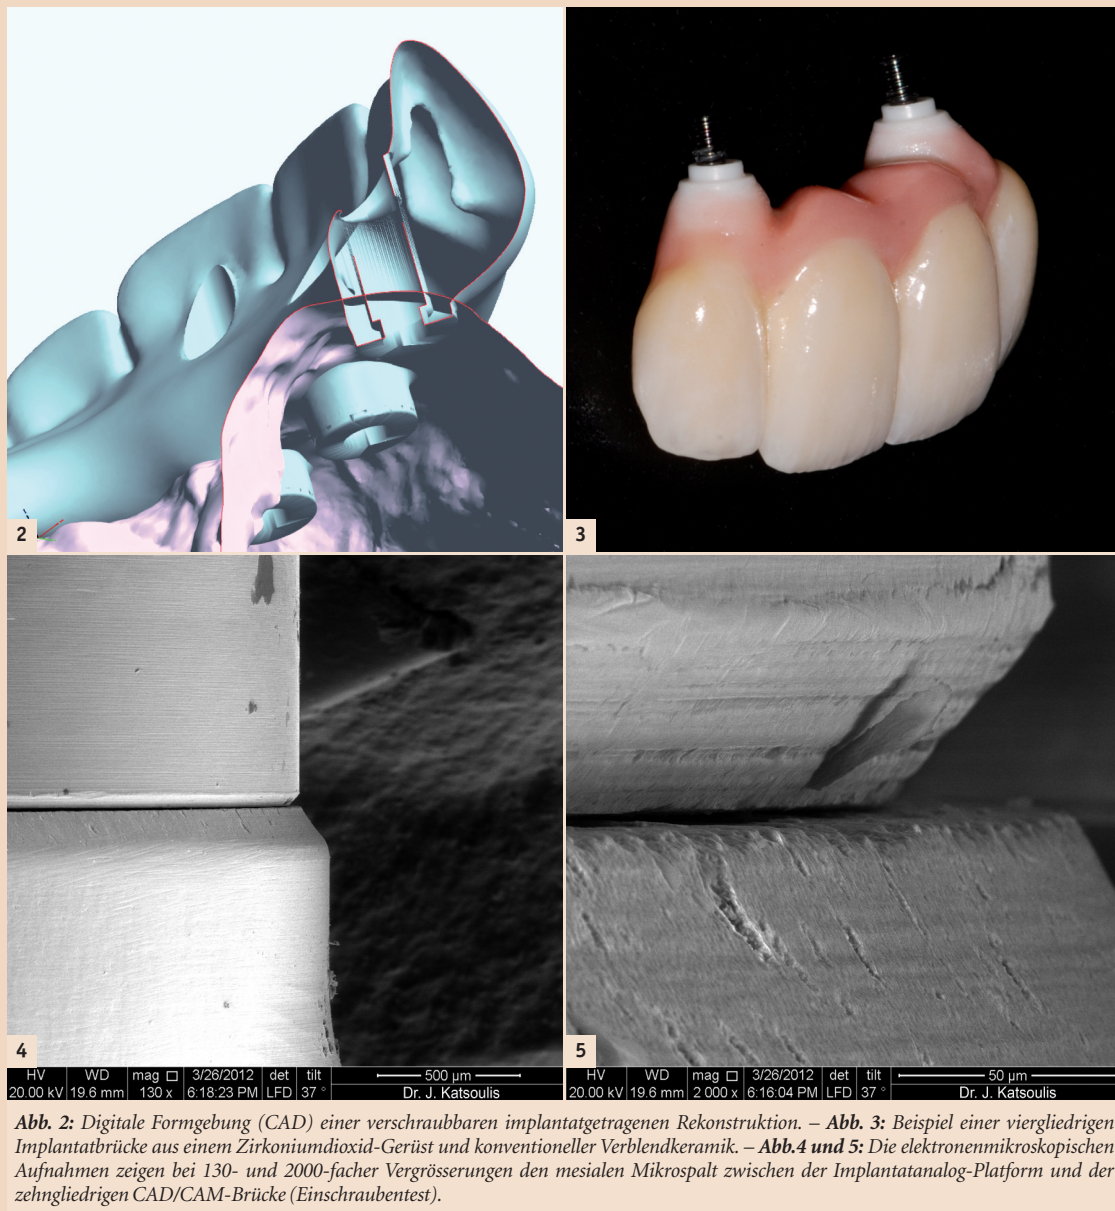 2
3
4
HV WD mag □ 3/26/2012 det tilt 500 µm
20.00 kV 19.6 mm 130 x 6:18:23 PM LFD 37 ° Dr. J. Katsoulis
5
HV WD mag □ 3/26/2012 det tilt 50 µm
20.00 kV 19.6 mm 2 000 x 6:16:04 PM LFD 37 ° Dr. J. Katsoulis
Abb. 2: Digitale Formgebung (CAD) einer verschraubbaren implantatgetragenen Rekonstruktion. – Abb. 3: Beispiel einer viergliedrigen
Implantatbrücke aus einem Zirkoniumdioxid-Gerüst und konventioneller Verblendkeramik. – Abb.4 und 5: Die elektronenmikroskopischen
Aufnahmen zeigen bei 130- und 2000-facher Vergrösserungen den mesialen Mikrospalt zwischen der Implantatanalog-Platform und der
zehngliedrigen CAD/CAM-Brücke (Einschraubentest).